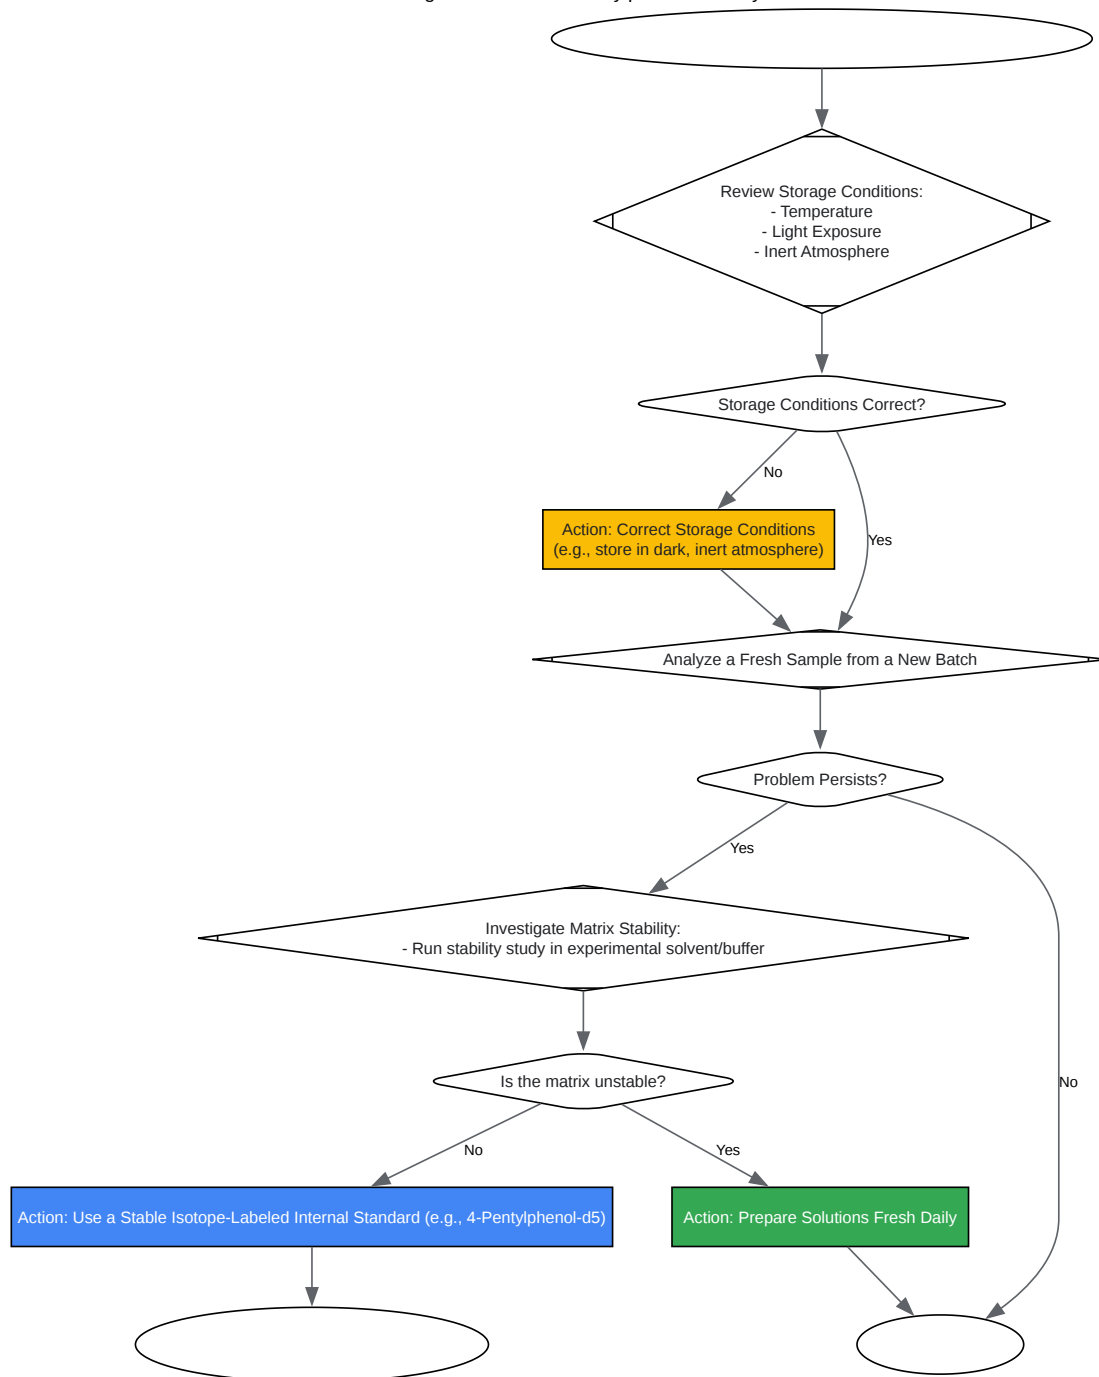 Review Storage Conditions:
- Temperature
- Light Exposure
- Inert Atmosphere
Storage Conditions Correct?
No
Action: Correct Storage Conditions
(e.g., store in dark, inert atmosphere)
Yes
Analyze a Fresh Sample from a New Batch
Problem Persists?
Yes
Investigate Matrix Stability:
- Run stability study in experimental solvent/buffer
Is the matrix unstable?
No
No
Yes
Action: Use a Stable Isotope-Labeled Internal Standard (e.g., 4-Pentylphenol-d5)
Action: Prepare Solutions Fresh Daily